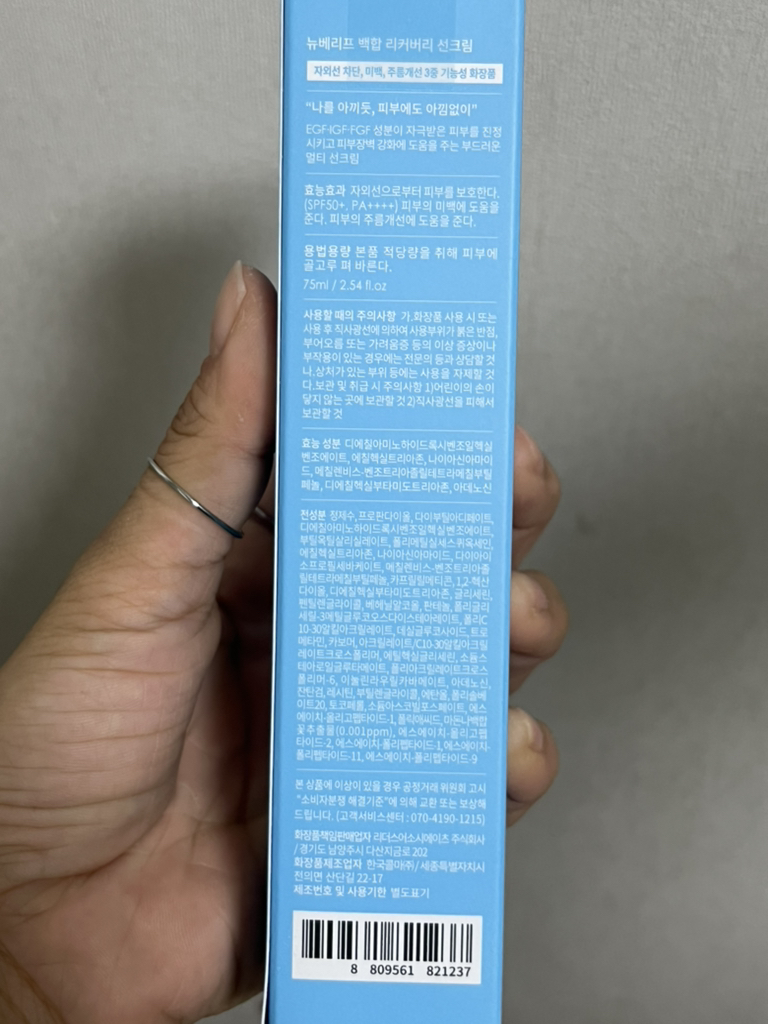 뉴베리프 백합 리커버리 선크림
자외선 차단, 미백, 주름개선 3중 기능성 화장품
"나를 아끼듯, 피부에도 아낌없이"
EGF·IGF·FGF 성분이 자극받은 피부를 진정
시키고 피부장벽 강화에 도움을 주는 부드러운
멀티 선크림
효능효과 자외선으로부터 피부를 보호한다.
(SPF50+, PA++++) 피부의 미백에 도움을
준다. 피부의 주름개선에 도움을 준다.
용법용량 본품 적당량을 취해 피부에
골고루 펴 바른다.
75ml / 2.54 fl.oz
사용할 때의 주의사항 가.화장품 사용 시 또는
사용 후 직사광선에 의하여 사용부위가 붉은 반점,
부어오름 또는 가려움증 등의 이상 증상이나
부작용이 있는 경우에는 전문의 등과 상담할 것
나.상처가 있는 부위 등에는 사용을 자제할 것
다.보관 및 취급 시 주의사항 1)어린이의 손이
닿지 않는 곳에 보관할 것 2)직사광선을 피해서
보관할 것
효능 성분 디에칠아미노하이드록시벤조일헥실
벤조에이트, 에칠헥실트리아존, 나이아신아마이
드, 메칠렌비스-벤조트리아졸릴테트라메칠부틸
페놀, 디에칠헥실부타미도트리아존, 아데노신
전성분 정제수, 프로판다이올, 다이부틸아디페이트,
디에칠아미노하이드록시벤조일헥실벤조에이트,
부틸옥틸살리실레이트, 폴리메틸실세스퀴옥세인,
에칠헥실트리아존, 나이아신아마이드, 다이아이
소프로필세바케이트, 메칠렌비스-벤조트리아졸
릴테트라메칠부틸페놀, 카프릴릴메티콘, 1,2-헥산
다이올, 디에칠헥실부타미도트리아존, 글리세린,
펜틸렌글라이콜, 베헤닐알코올, 판테놀, 폴리글리
세릴-3메틸글루코오스다이스테아레이트, 폴리C
10-30알킬아크릴레이트, 데실글루코사이드, 트로
메타민, 카보머, 아크릴레이트/C10-30알킬아크릴
레이트크로스폴리머, 에틸헥실글리세린, 소듐스
테아로일글루타메이트, 폴리아크릴레이트크로스
폴리머-6, 이눌린라우릴카바메이트, 아데노신,
잔탄검, 레시틴, 부틸렌글라이콜, 에탄올, 폴리솔베
이트20, 토코페롤, 소듐아스코빌포스페이트, 에스
에이치-올리고펩타이드-1, 폴릭애씨드, 마돈나백합
꽃추출물(0.001ppm), 에스에이치-올리고펩
타이드-2, 에스에이치-폴리펩타이드-1, 에스에이치-
폴리펩타이드-11, 에스에이치-폴리펩타이드-9
본 상품에 이상이 있을 경우 공정거래 위원회 고시
"소비자분쟁 해결기준"에 의해 교환 또는 보상해
드립니다. (고객서비스센터 : 070-4190-1215)
화장품책임판매업자 리더스어소시에이츠 주식회사
/ 경기도 남양주시 다산지금로 202
화장품제조업자 한국콜마㈜/ 세종특별자치시
전의면 산단길 22-17
제조번호 및 사용기한 별도표기
8 809561 821237